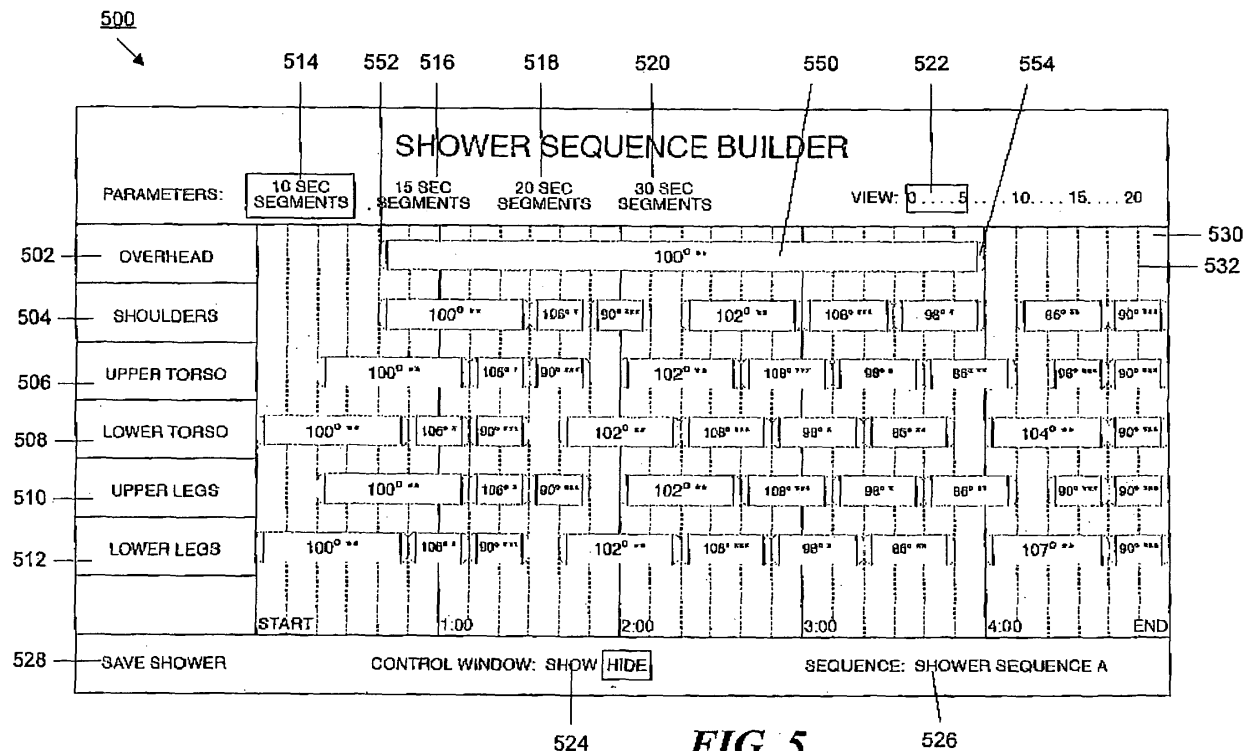 500
514 552 516 518 520 550 522 554
SHOWER SEQUENCE BUILDER
PARAMETERS: 10 SEC SEGMENTS 15 SEC SEGMENTS 20 SEC SEGMENTS 30 SEC SEGMENTS VIEW: 0....5....10....15....20
530
532
502 OVERHEAD 100° **
504 SHOULDERS 100° ** 106° * 90° *** 102° ** 108° *** 98° * 86° ** 90° ***
506 UPPER TORSO 100° ** 106° * 90° *** 102° ** 108° *** 98° * 86° ** 98° *** 90° ***
508 LOWER TORSO 100° ** 106° * 90° *** 102° ** 108° *** 98° * 86° ** 104° ** 90° ***
510 UPPER LEGS 100° ** 106° * 90° *** 102° ** 108° *** 98° * 86° ** 90° *** 90° ***
512 LOWER LEGS 100° ** 106° * 90° *** 102° ** 108° *** 98° * 86° ** 107° ** 90° ***
START 1:00 2:00 3:00 4:00 END
528 SAVE SHOWER CONTROL WINDOW: SHOW HIDE SEQUENCE: SHOWER SEQUENCE A
524 FIG. 5 526